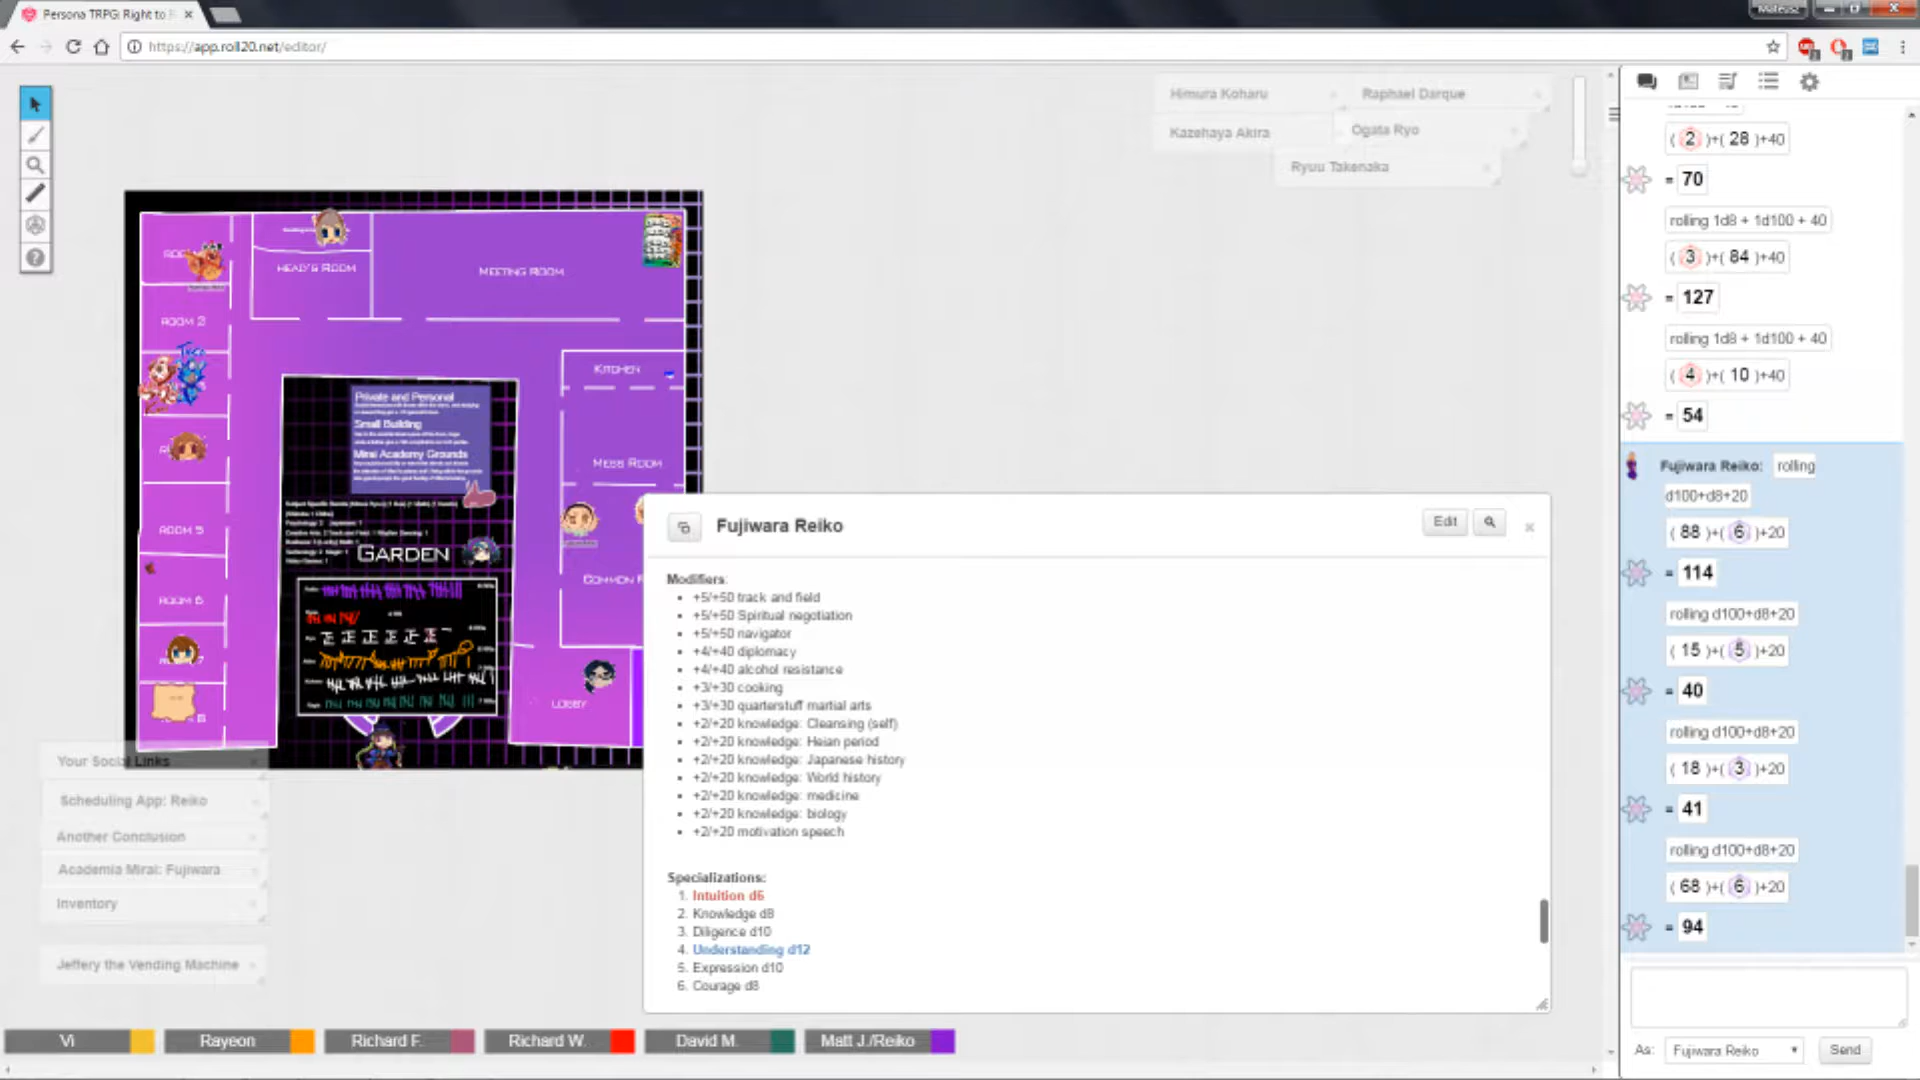 Persona TRPG: Right to
Mateusz
https://app.roll20.net/editor/
Himura Koharu
Raphael Darque
Kazehaya Akira
Ogata Ryo
Ryuu Takenaka
HEAD'S ROOM
MEETING ROOM
ROOM 2
KITCHEN
Private and Personal
Small Building
Mirai Academy Grounds
MESS ROOM
ROOM 5
GARDEN
COMMON
ROOM 6
LOBBY
Your Social Links
Scheduling App: Reiko
Another Conclusion
Academia Mirai: Fujiwara
Inventory
Jeffery the Vending Machine
Fujiwara Reiko
Edit
Modifiers:
+5/+50 track and field
+5/+50 Spiritual negotiation
+5/+50 navigator
+4/+40 diplomacy
+4/+40 alcohol resistance
+3/+30 cooking
+3/+30 quarterstuff martial arts
+2/+20 knowledge: Cleansing (self)
+2/+20 knowledge: Heian period
+2/+20 knowledge: Japanese history
+2/+20 knowledge: World history
+2/+20 knowledge: medicine
+2/+20 knowledge: biology
+2/+20 motivation speech
Specializations:
1. Intuition d6
2. Knowledge d8
3. Diligence d10
4. Understanding d12
5. Expression d10
6. Courage d8
Vi
Rayeon
Richard F.
Richard W.
David M.
Matt J./Reiko
(2)+(28)+40
= 70
rolling 1d8 + 1d100 + 40
(3)+(84)+40
= 127
rolling 1d8 + 1d100 + 40
(4)+(10)+40
= 54
Fujiwara Reiko: rolling
d100+d8+20
(88)+(6)+20
= 114
rolling d100+d8+20
(15)+(5)+20
= 40
rolling d100+d8+20
(18)+(3)+20
= 41
rolling d100+d8+20
(68)+(6)+20
= 94
As: Fujiwara Reiko
Send